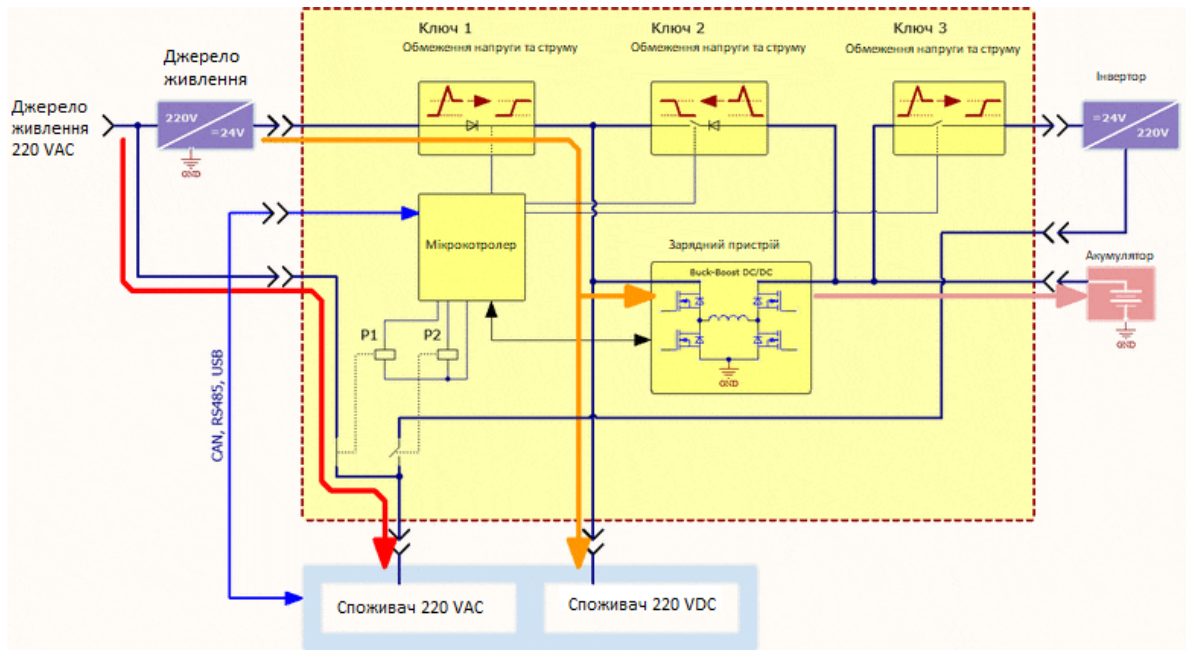 Ключ 1
Обмеження напруги та струму
Ключ 2
Обмеження напруги та струму
Ключ 3
Обмеження напруги та струму
Джерело
живлення
Джерело
живлення
220 VAC
220V
=24V
GND
Інвертор
=24V
220V
Мікрокотролер
Зарядний пристрій
Buck-Boost DC/DC
GND
Акумулятор
GND
P1
P2
CAN, RS485, USB
Споживач 220 VAC
Споживач 220 VDC